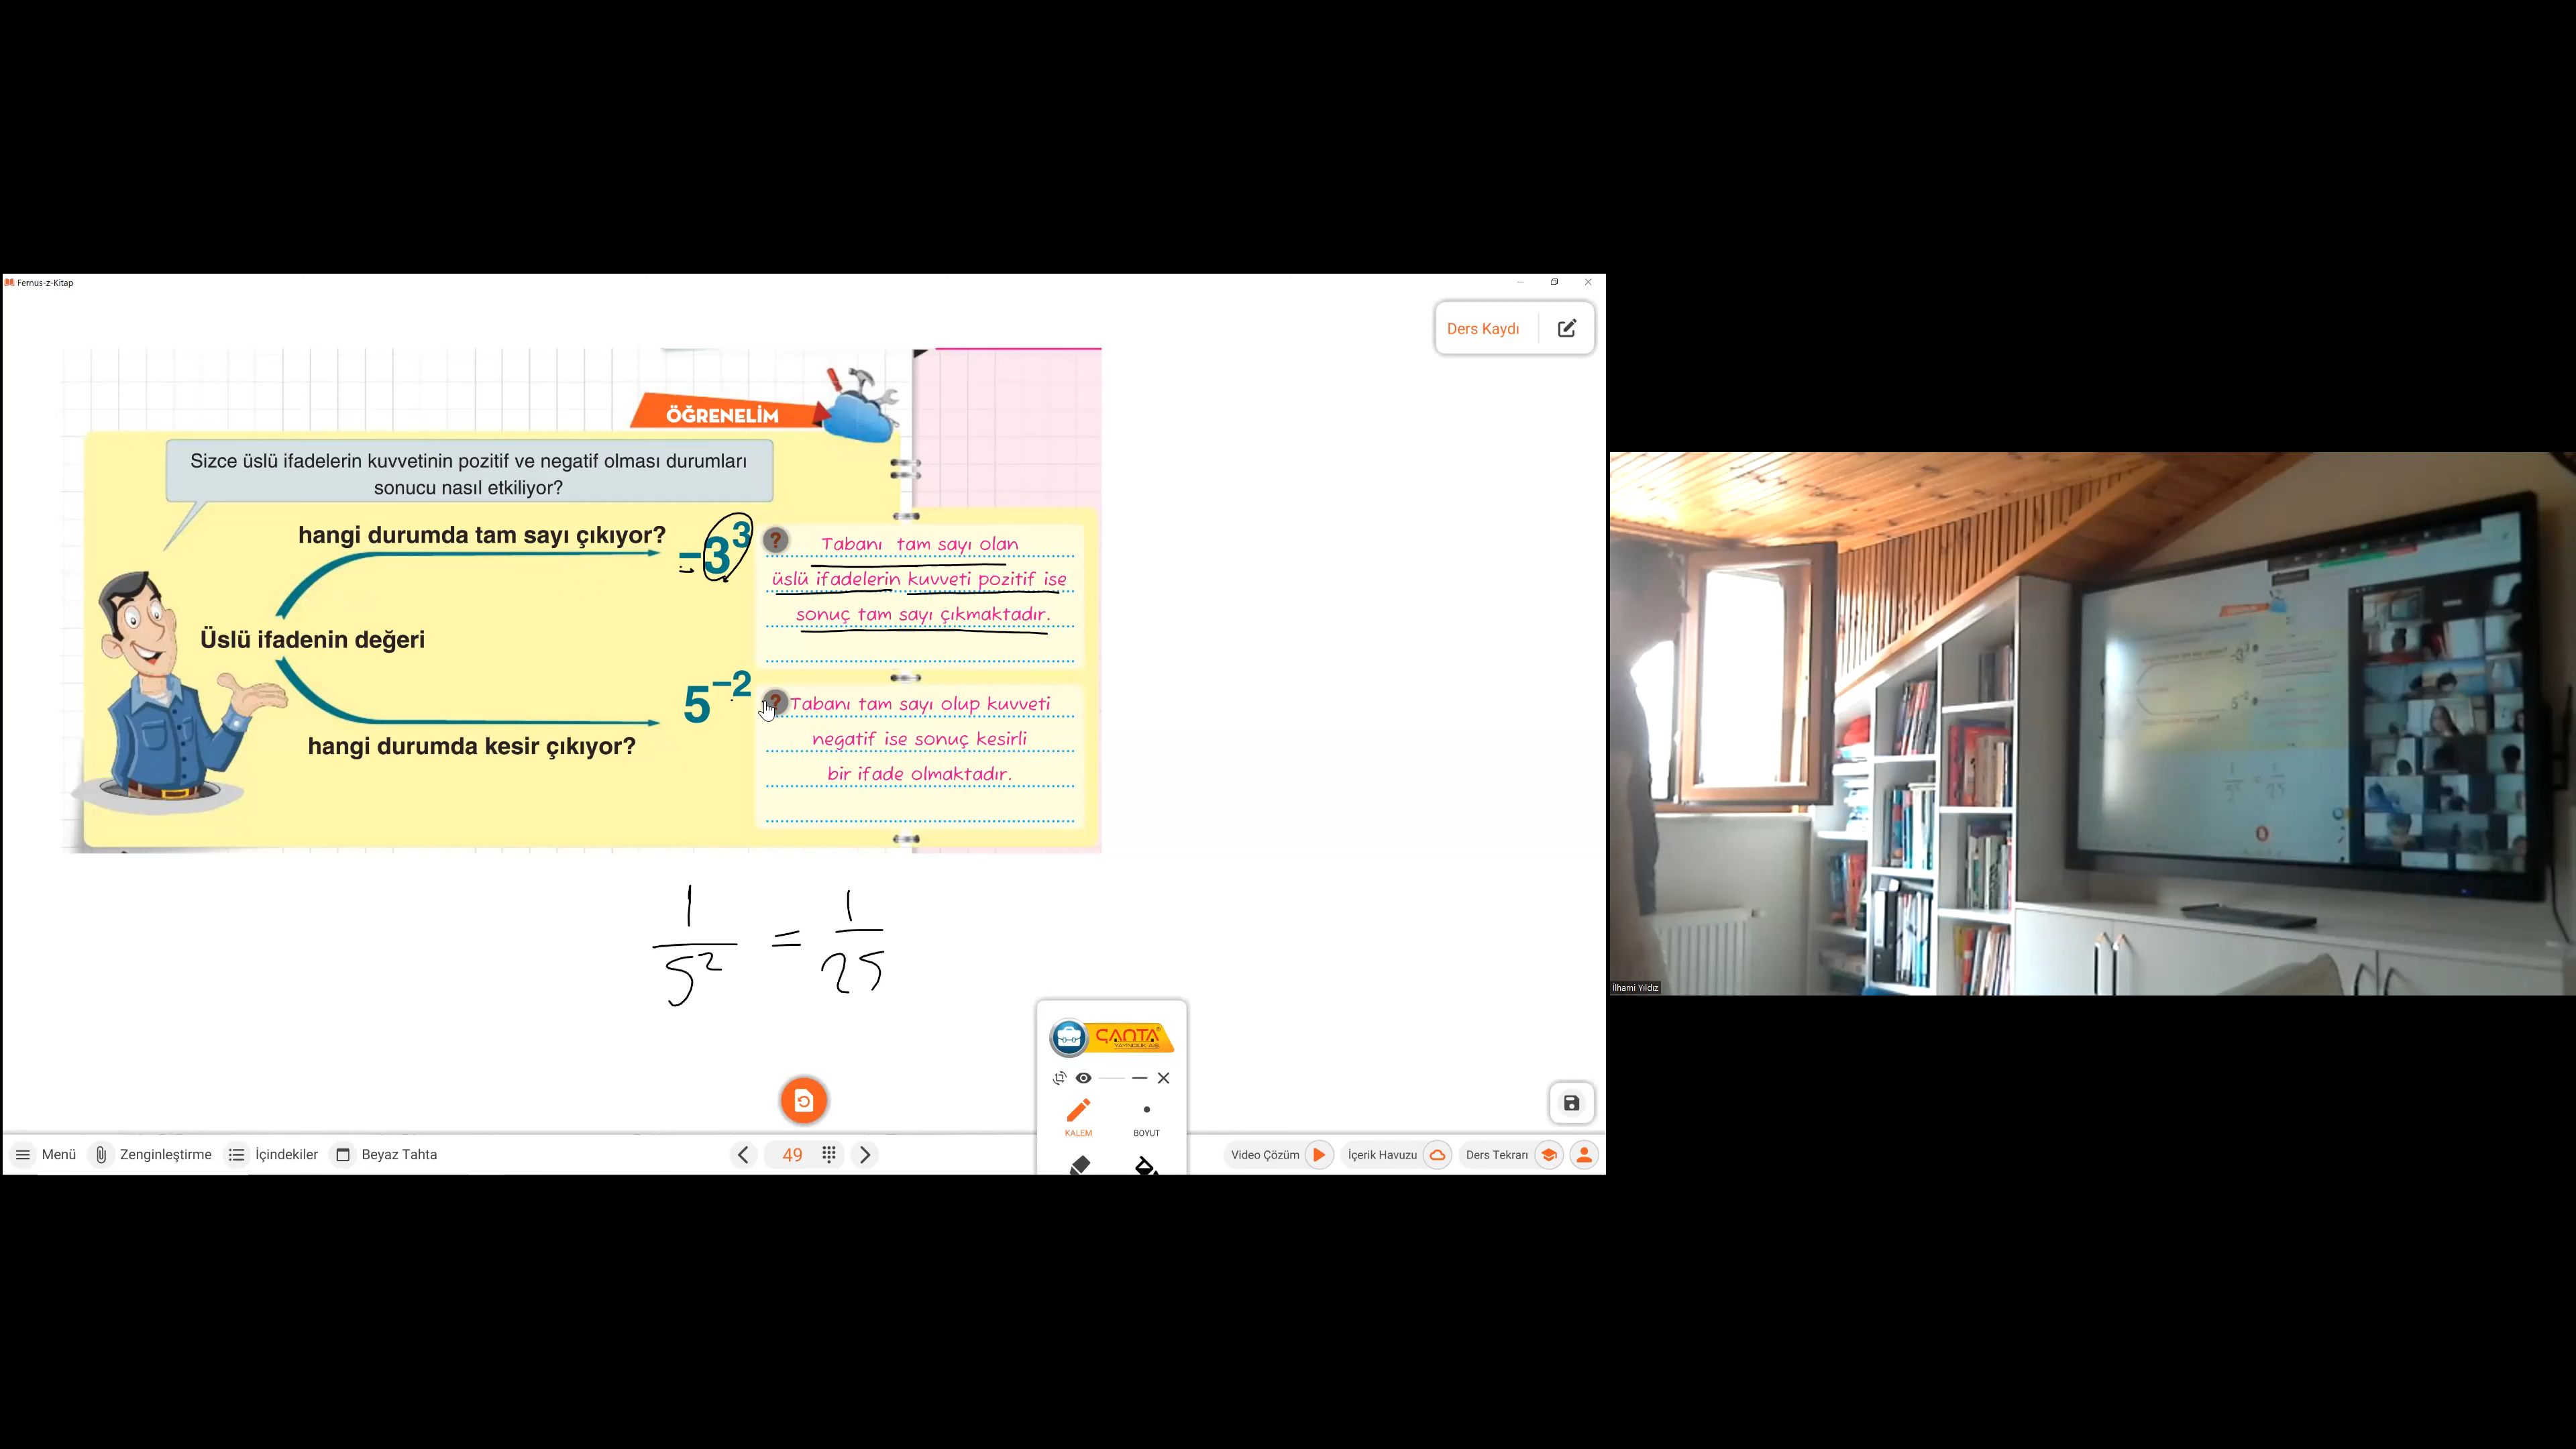 Fernus-z-Kitap
Ders Kaydı
ÖĞRENELİM
Sizce üslü ifadelerin kuvvetinin pozitif ve negatif olması durumları
sonucu nasıl etkiliyor?
hangi durumda tam sayı çıkıyor?
-3³
? Tabanı tam sayı olan
üslü ifadelerin kuvveti pozitif ise
sonuç tam sayı çıkmaktadır.
Üslü ifadenin değeri
5⁻²
? Tabanı tam sayı olup kuvveti
negatif ise sonuç kesirli
bir ifade olmaktadır.
hangi durumda kesir çıkıyor?
1/5² = 1/25
ÇANTA
YAYINCILIK A.Ş.
KALEM
BOYUT
Menü
Zenginleştirme
İçindekiler
Beyaz Tahta
49
Video Çözüm
İçerik Havuzu
Ders Tekrarı
İlhami Yıldız